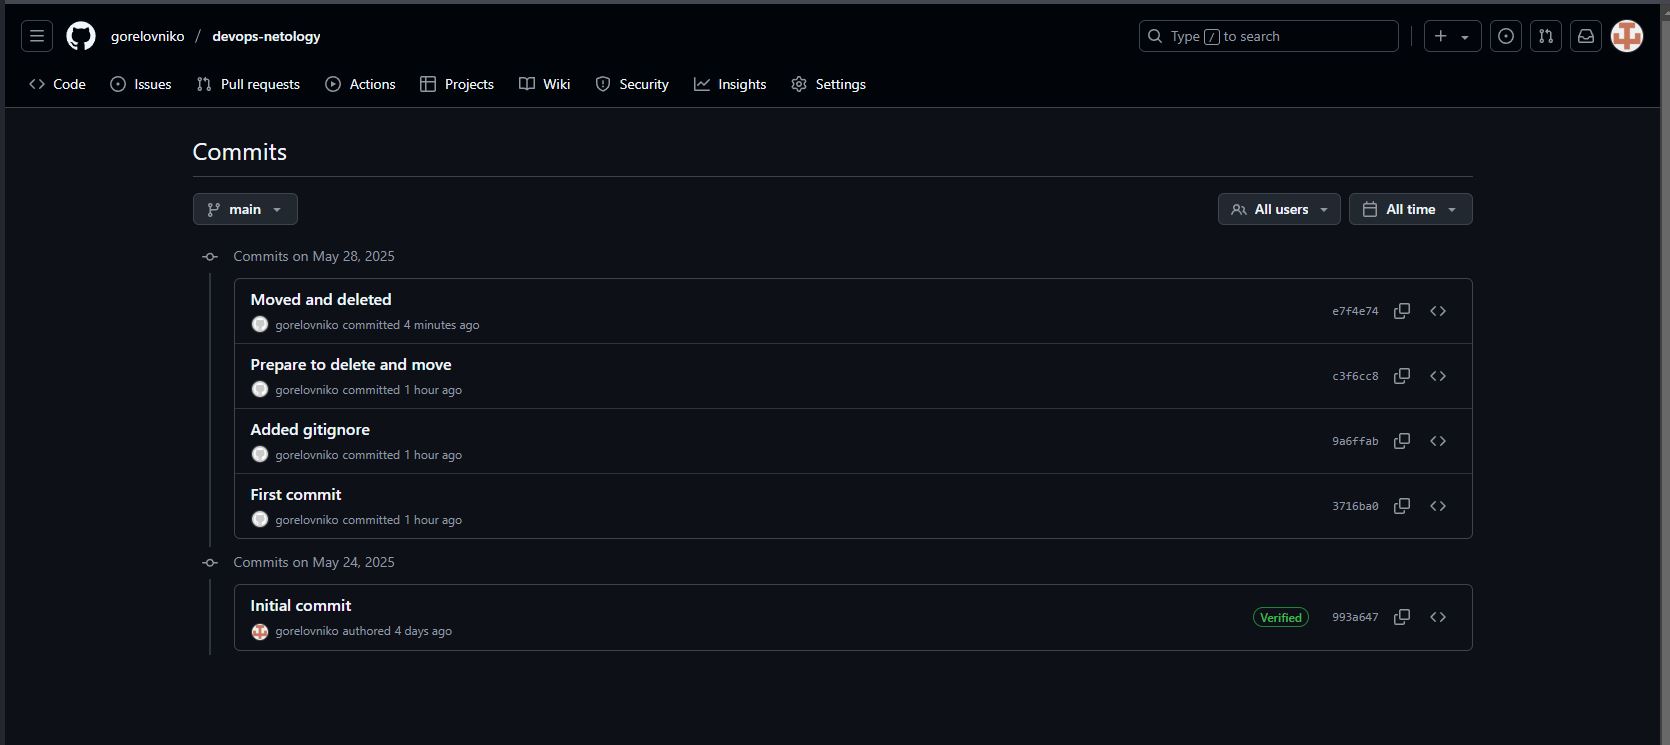 gorelovniko / devops-netology
Type / to search
Code Issues Pull requests Actions Projects Wiki Security Insights Settings
Commits
main All users All time
Commits on May 28, 2025
Moved and deleted
gorelovniko committed 4 minutes ago
e7f4e74
Prepare to delete and move
gorelovniko committed 1 hour ago
c3f6cc8
Added gitignore
gorelovniko committed 1 hour ago
9a6ffab
First commit
gorelovniko committed 1 hour ago
3716ba0
Commits on May 24, 2025
Initial commit
gorelovniko authored 4 days ago
Verified 993a647